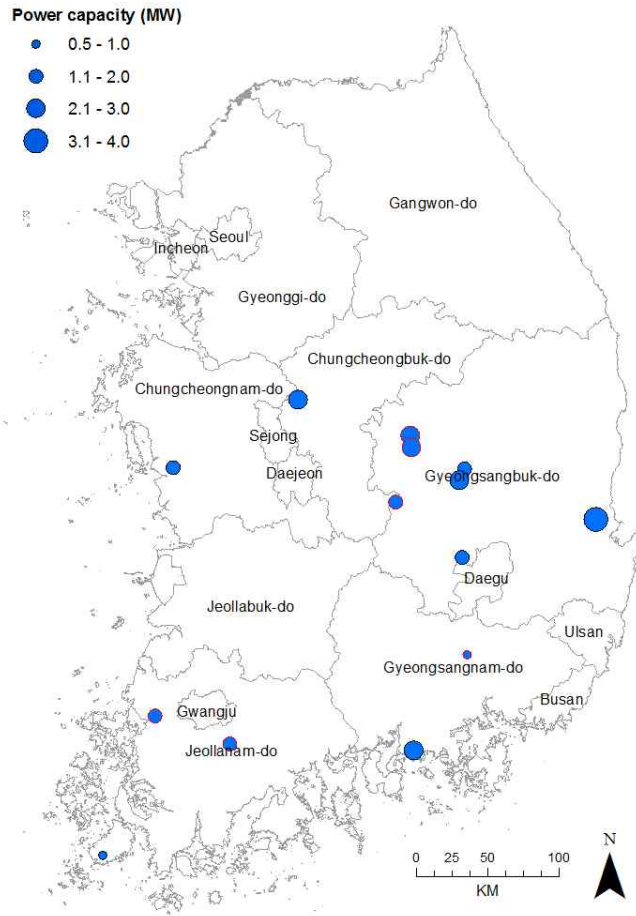 Power capacity (MW)
0.5 - 1.0
1.1 - 2.0
2.1 - 3.0
3.1 - 4.0
Gangwon-do
Seoul
Incheon
Gyeonggi-do
Chungcheongbuk-do
Chungcheongnam-do
Sejong
Daejeon
Gyeongsangbuk-do
Daegu
Jeollabuk-do
Ulsan
Gyeongsangnam-do
Busan
Gwangju
Jeollanam-do
N
0 25 50 100
KM